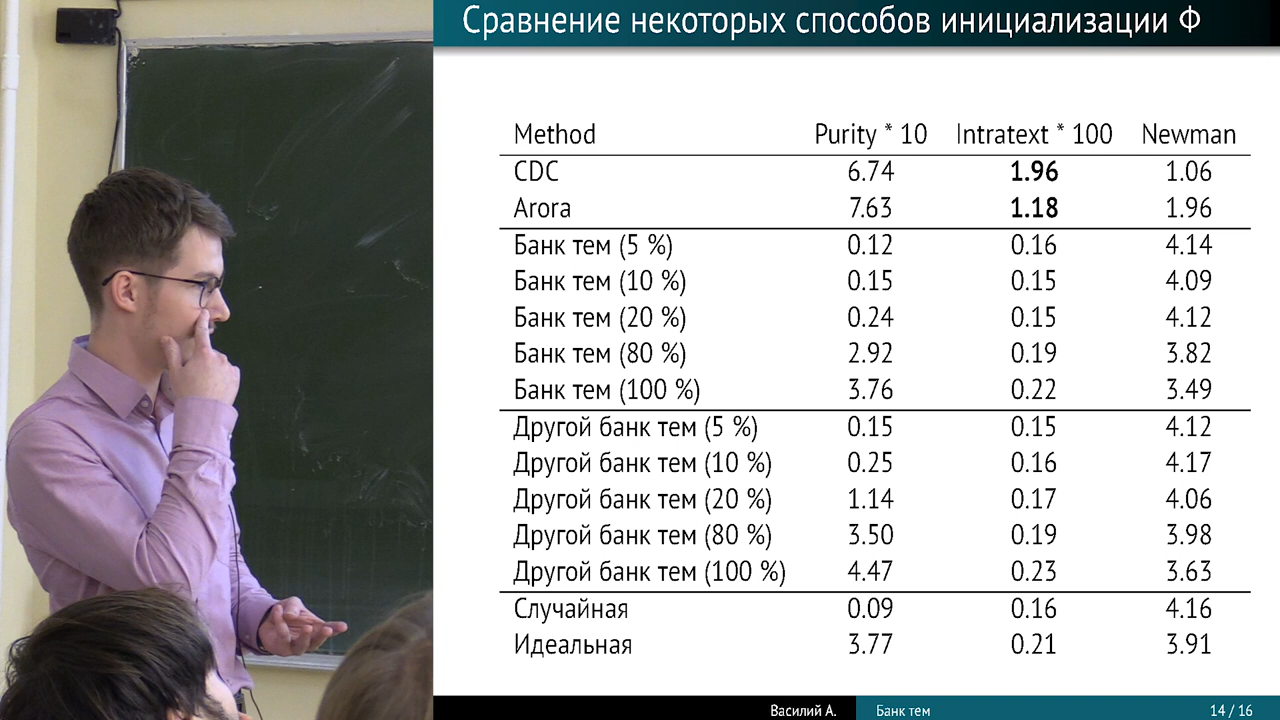 Сравнение некоторых способов инициализации Φ
Method Purity * 10 Intratext * 100 Newman
CDC 6.74 1.96 1.06
Arora 7.63 1.18 1.96
Банк тем (5 %) 0.12 0.16 4.14
Банк тем (10 %) 0.15 0.15 4.09
Банк тем (20 %) 0.24 0.15 4.12
Банк тем (80 %) 2.92 0.19 3.82
Банк тем (100 %) 3.76 0.22 3.49
Другой банк тем (5 %) 0.15 0.15 4.12
Другой банк тем (10 %) 0.25 0.16 4.17
Другой банк тем (20 %) 1.14 0.17 4.06
Другой банк тем (80 %) 3.50 0.19 3.98
Другой банк тем (100 %) 4.47 0.23 3.63
Случайная 0.09 0.16 4.16
Идеальная 3.77 0.21 3.91
Василий А. Банк тем 14 / 16